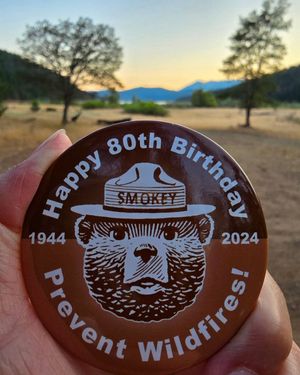 Happy 80th Birthday
SMOKEY
1944 2024
Prevent Wildfires!